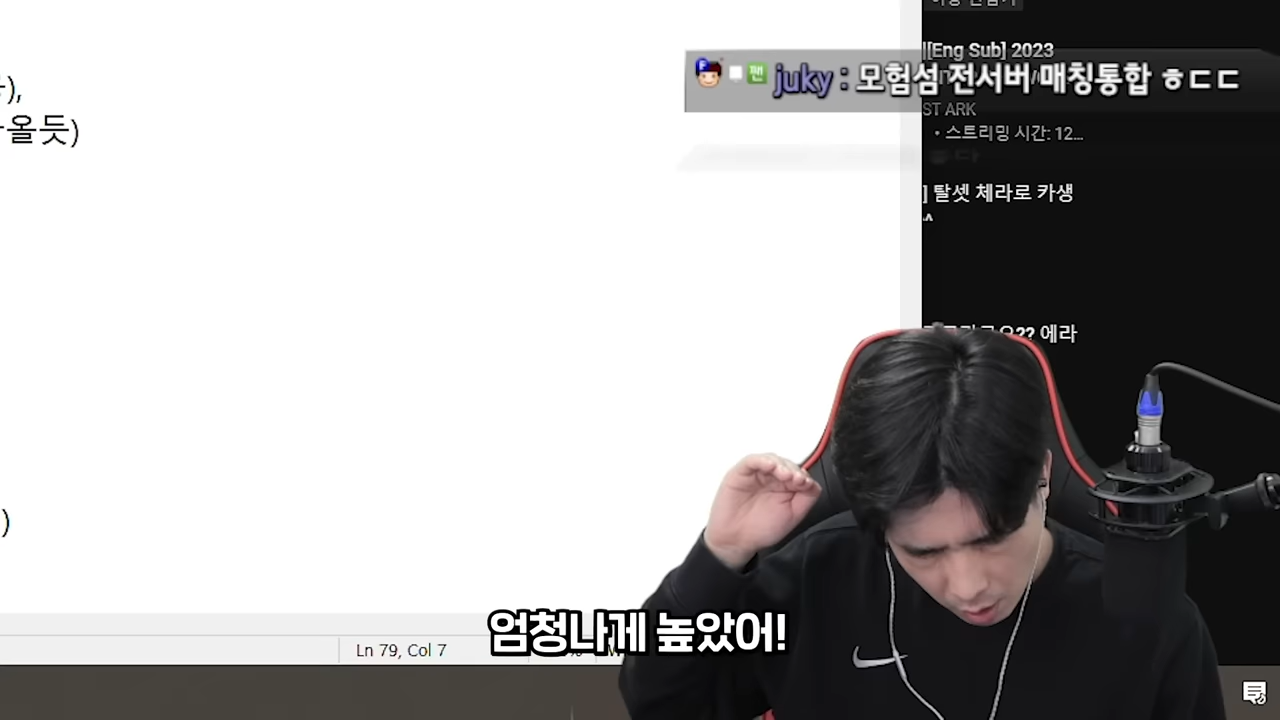 ),
올듯)
[Eng Sub] 2023
juky : 모험섬 전서버 매칭통합 ㅎㄷㄷ
ST ARK
• 스트리밍 시간: 12...
] 탈셋 체라로 카생
?? 에라
)
엄청나게 높았어!
Ln 79, Col 7